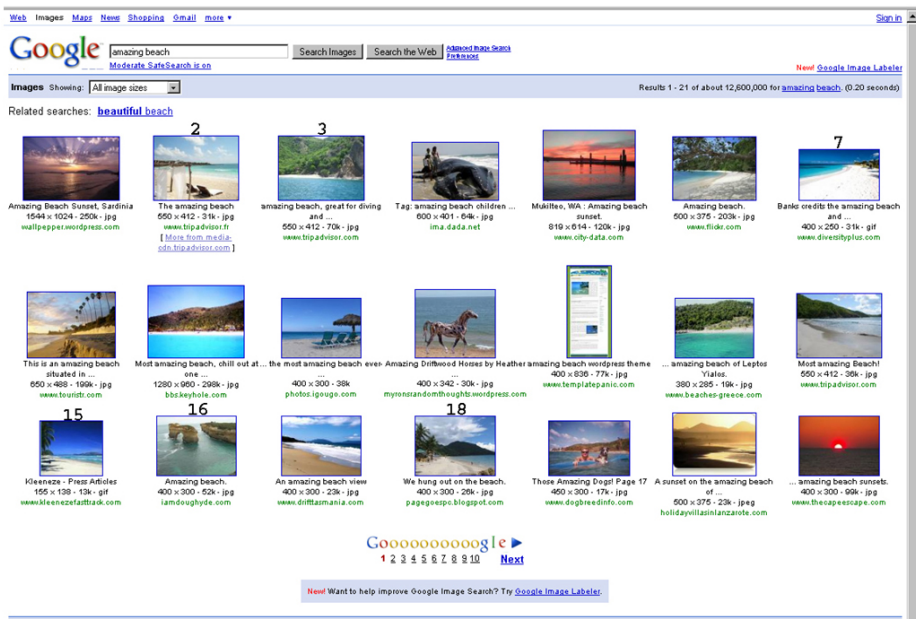 Web Images Maps News Shopping Gmail more ▼ Sign in
Google amazing beach Search Images Search the Web Advanced Image Search
Preferences
Moderate SafeSearch is on New! Google Image Labeler
Images Showing: All image sizes Results 1 - 21 of about 12,600,000 for amazing beach. (0.20 seconds)
Related searches: beautiful beach
2 3 7
Amazing Beach Sunset, Sardinia
1544 x 1024 - 250k - jpg
wallpepper.wordpress.com
The amazing beach
550 x 412 - 31k - jpg
www.tripadvisor.fr
[ More from media-
cdn.tripadvisor.com ]
amazing beach, great for diving
and ...
550 x 412 - 70k - jpg
www.tripadvisor.com
Tag: amazing beach children ...
600 x 401 - 64k - jpg
ima.dada.net
Mukilteo, WA : Amazing beach
sunset.
819 x 614 - 120k - jpg
www.city-data.com
Amazing beach.
500 x 375 - 203k - jpg
www.flickr.com
Banks credits the amazing beach
and ...
400 x 250 - 31k - gif
www.diversityplus.com
This is an amazing beach
situated in ...
650 x 488 - 199k - jpg
www.touristr.com
Most amazing beach, chill out at ...
one ...
1280 x 960 - 298k - jpg
bbs.keyhole.com
the most amazing beach ever
...
400 x 300 - 38k
photos.igougo.com
Amazing Driftwood Horses by Heather
...
400 x 342 - 30k - jpg
myronsrandomthoughts.wordpress.com
amazing beach wordpress theme
400 x 836 - 77k - jpg
www.templatepanic.com
... amazing beach of Leptos
Yialos.
380 x 285 - 19k - jpg
www.beaches-greece.com
Most amazing Beach!
550 x 412 - 36k - jpg
www.tripadvisor.com
15 16 18
Kleeneze - Press Articles
155 x 138 - 13k - gif
www.kleenezefasttrack.com
Amazing beach.
400 x 300 - 52k - jpg
iamdoughyde.com
An amazing beach view
400 x 300 - 23k - jpg
www.drifttasmania.com
We hung out on the beach.
400 x 300 - 26k - jpg
pagegoespc.blogspot.com
Those Amazing Dogs! Page 17
450 x 300 - 17k - jpg
www.dogbreedinfo.com
A sunset on the amazing beach
of ...
500 x 375 - 23k - jpeg
holidayvillasinlanzarote.com
... amazing beach sunsets.
400 x 300 - 99k - jpg
www.thecapeescape.com
Goooooooooogle
1 2 3 4 5 6 7 8 9 10 Next
New! Want to help improve Google Image Search? Try Google Image Labeler.